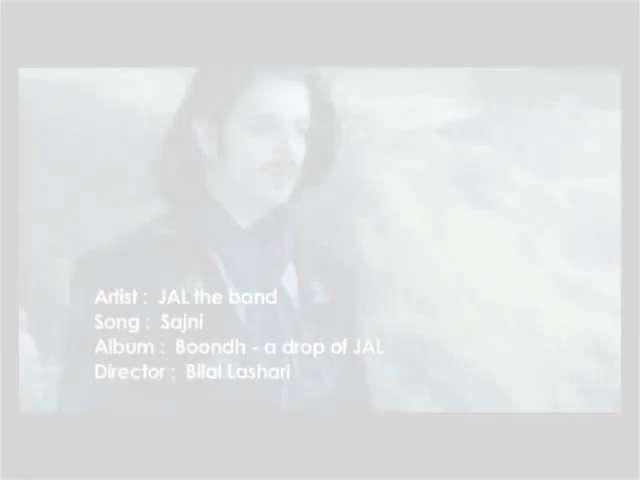 Artist :  JAL the band
Song :  Sajni
Album :  Boondh - a drop of JAL
Director :  Bilal Lashari